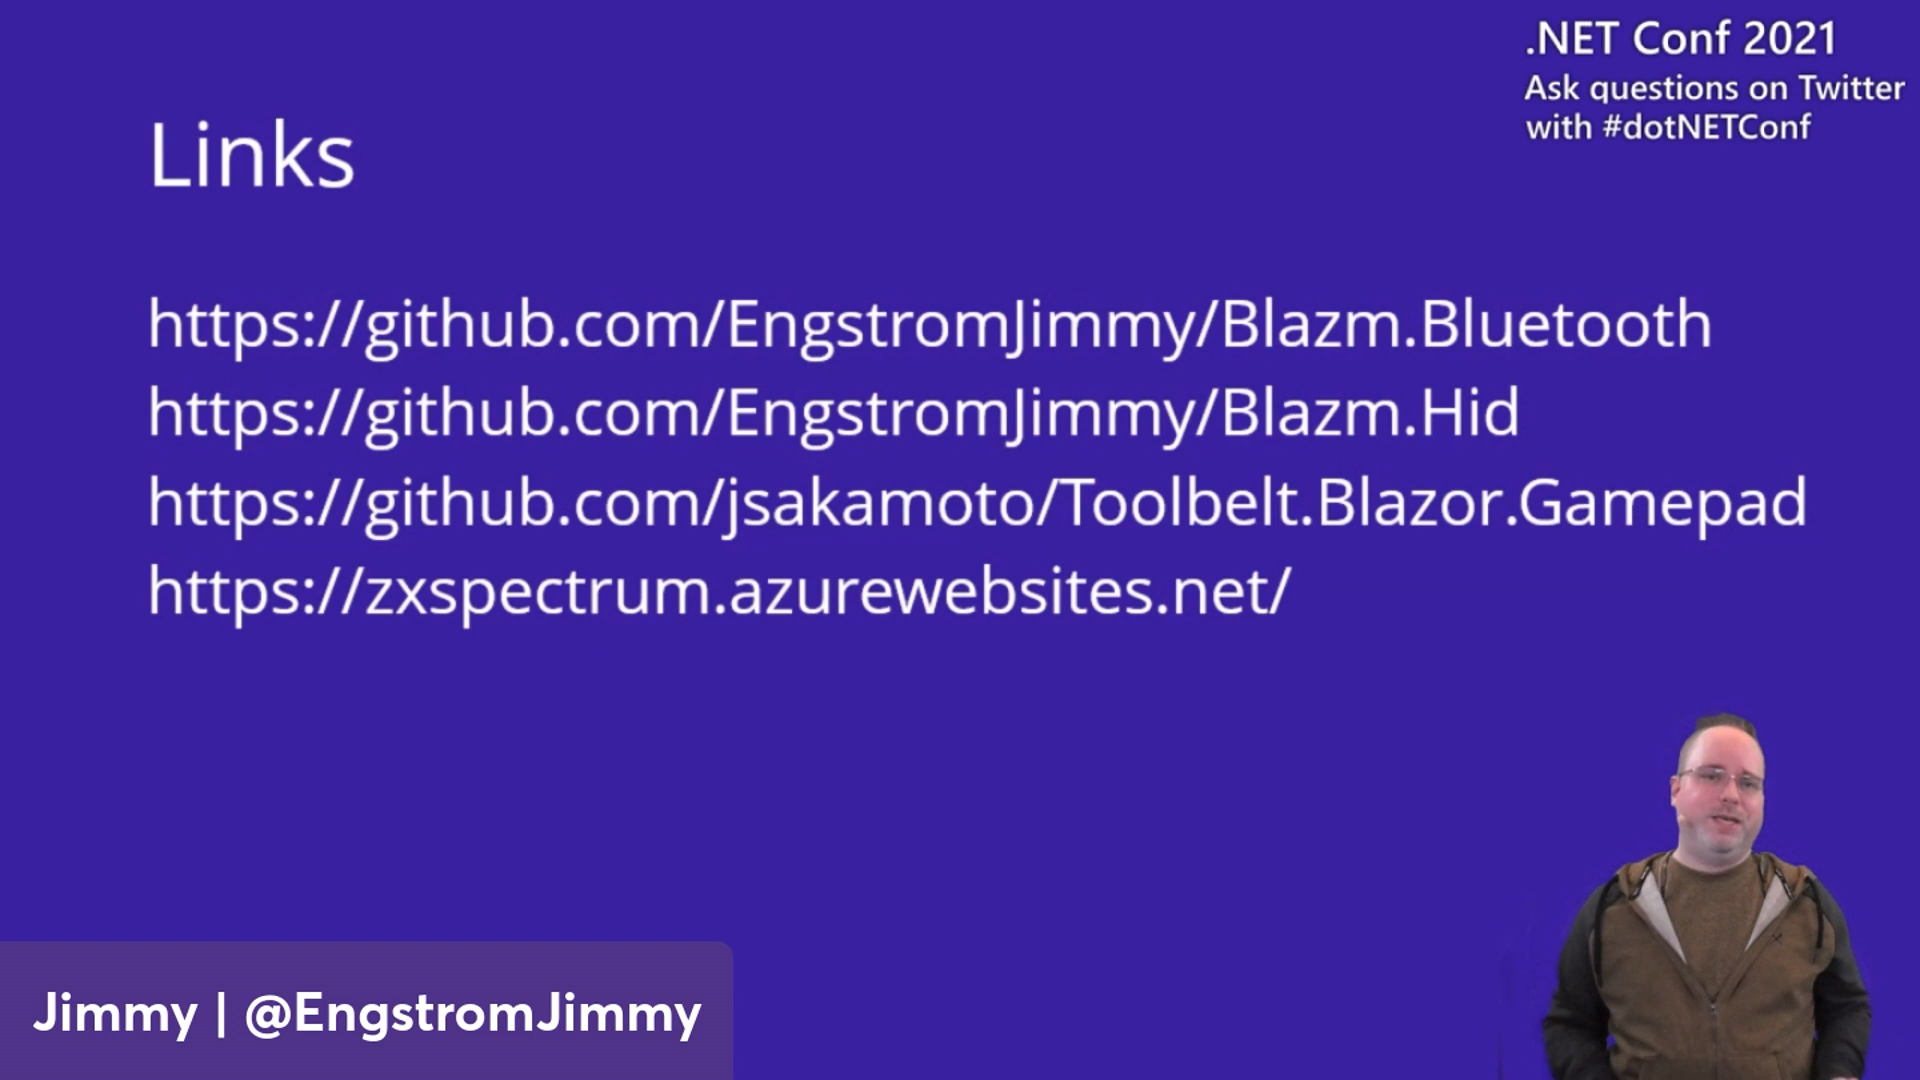 .NET Conf 2021
Ask questions on Twitter
with #dotNETConf
Links
https://github.com/EngstromJimmy/Blazm.Bluetooth
https://github.com/EngstromJimmy/Blazm.Hid
https://github.com/jsakamoto/Toolbelt.Blazor.Gamepad
https://zxspectrum.azurewebsites.net/
Jimmy | @EngstromJimmy